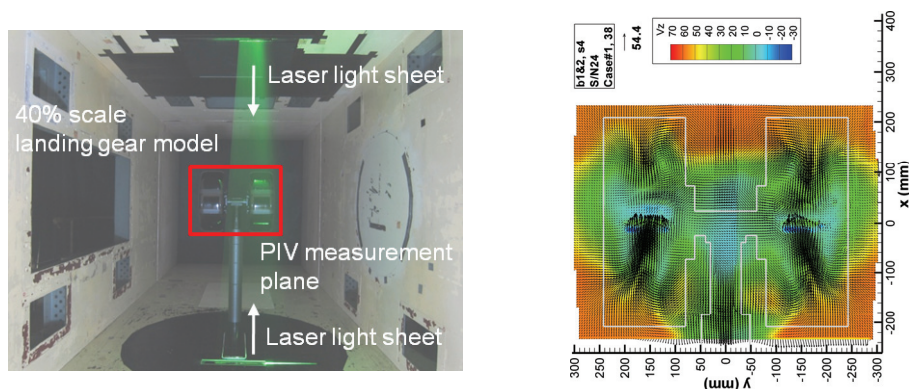 Laser light sheet
40% scale
landing gear model
PIV measurement
plane
Laser light sheet
b1&2, s4
S/N24
Case#1, 38
54.4
Vz
70
60
50
40
30
20
10
0
-10
-20
-30
x (mm)
400
300
200
100
0
-100
-200
y (mm)
300
250
200
150
100
50
0
-50
-100
-150
-200
-250
-300